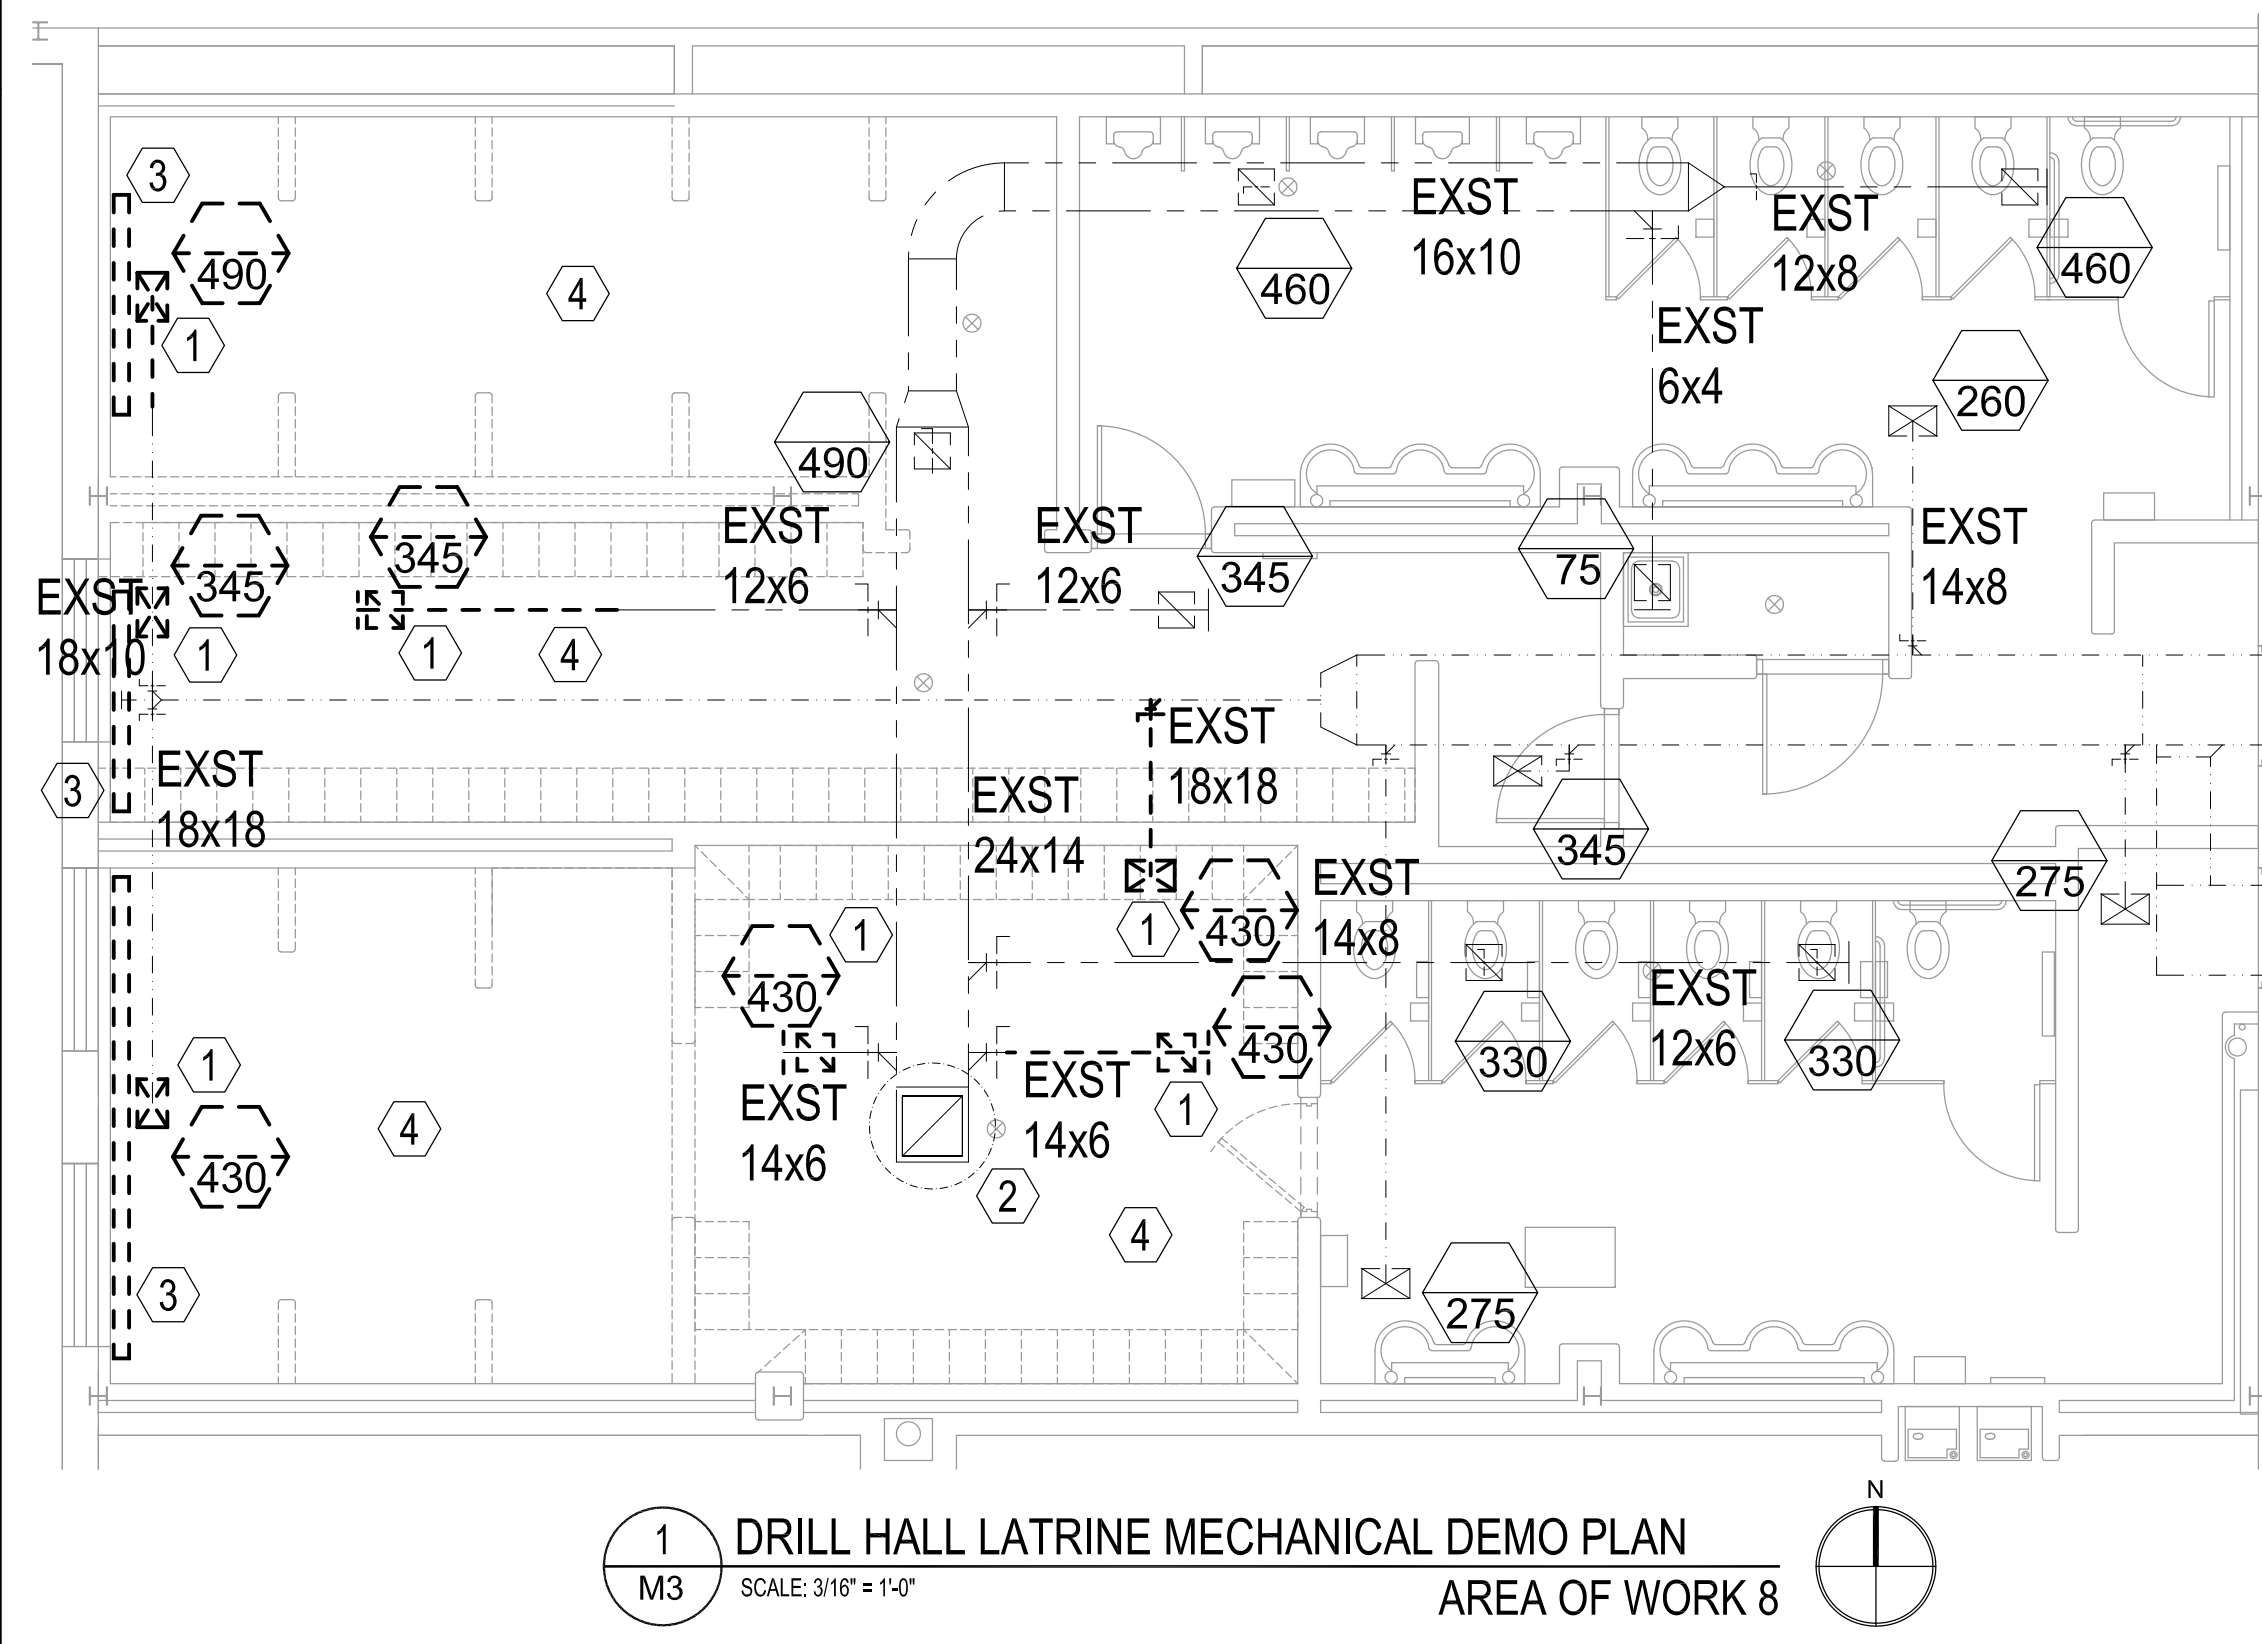 3
490
EXST
16x10
EXST
12x8
460
460
4
1
EXST
6x4
260
490
345
345
EXST
12x6
EXST
12x6
345
75
EXST
14x8
EXST
18x10
1
1
4
EXST
18x18
EXST
18x18
3
EXST
24x14
345
275
1
1
430
EXST
14x8
430
430
EXST
12x6
330
330
1
EXST
14x6
EXST
14x6
1
4
430
2
4
3
275
N
1
M3
DRILL HALL LATRINE MECHANICAL DEMO PLAN
SCALE: 3/16" = 1'-0"
AREA OF WORK 8